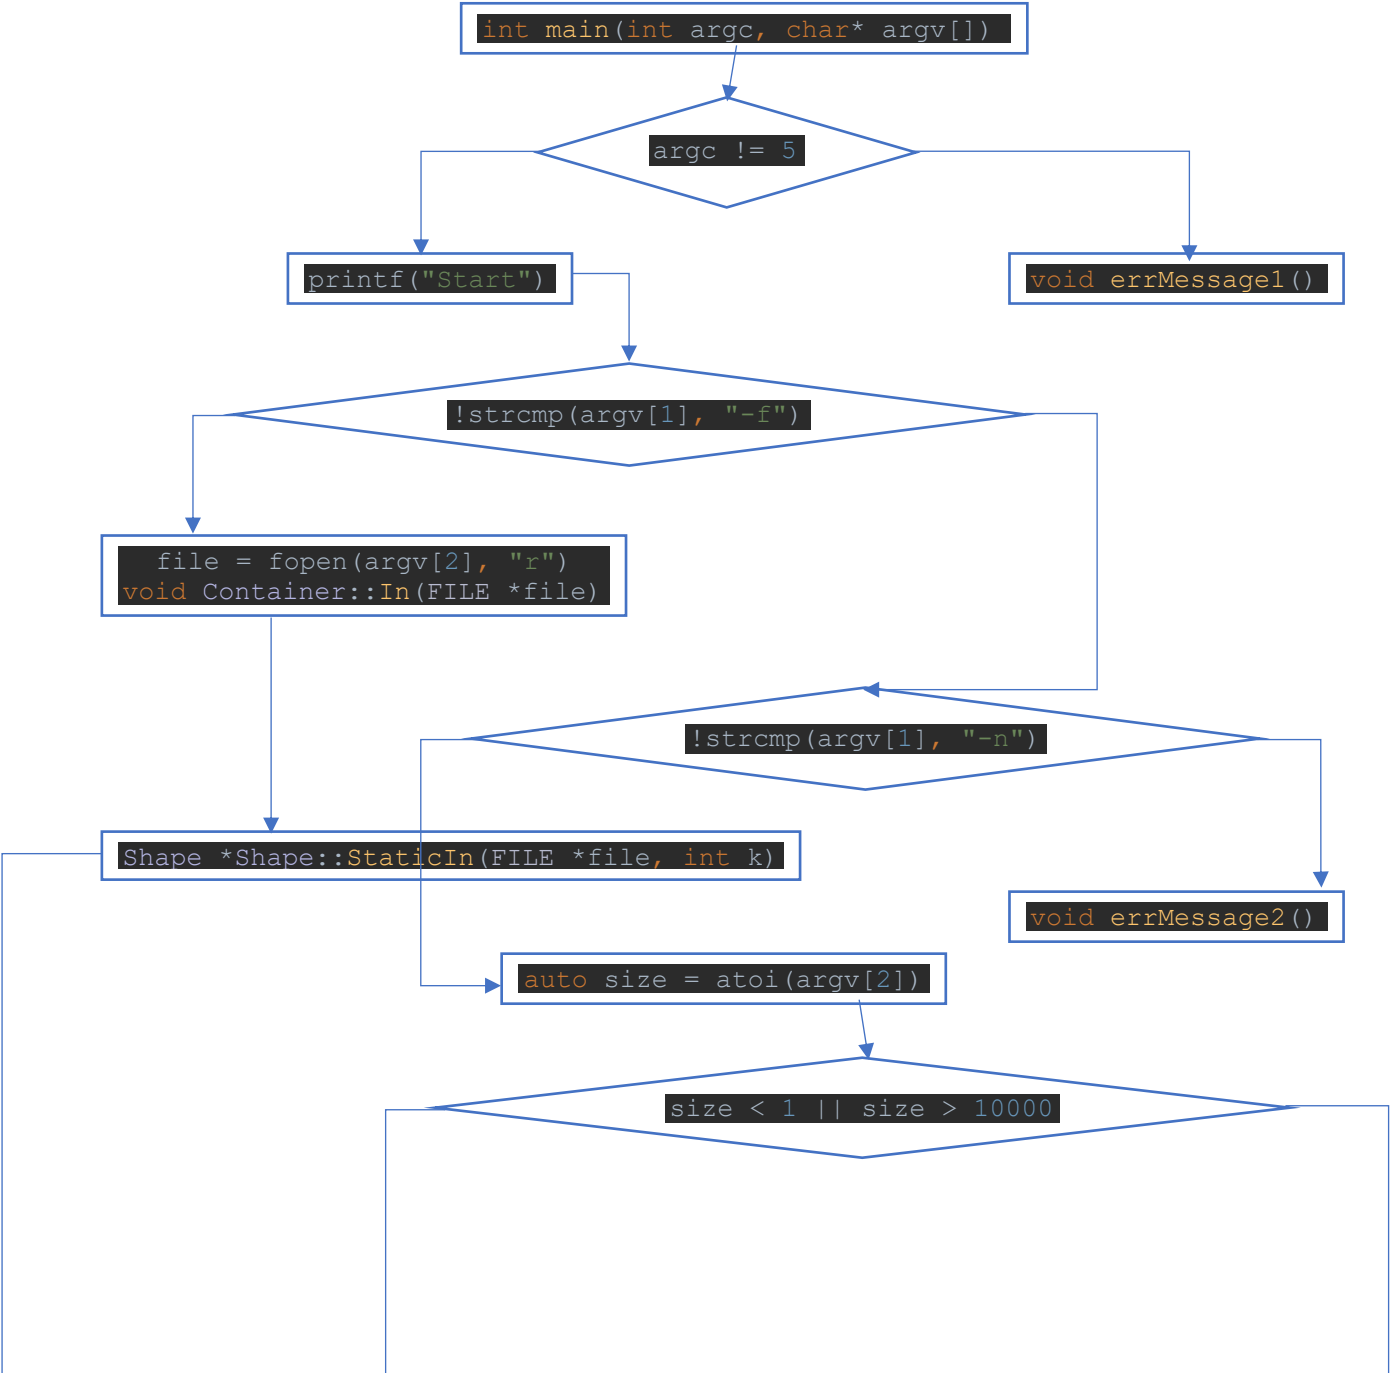 int main(int argc, char* argv[])
argc != 5
printf("Start")
void errMessage1()
!strcmp(argv[1], "-f")
file = fopen(argv[2], "r")
void Container::In(FILE *file)
!strcmp(argv[1], "-n")
Shape *Shape::StaticIn(FILE *file, int k)
void errMessage2()
auto size = atoi(argv[2])
size < 1 || size > 10000